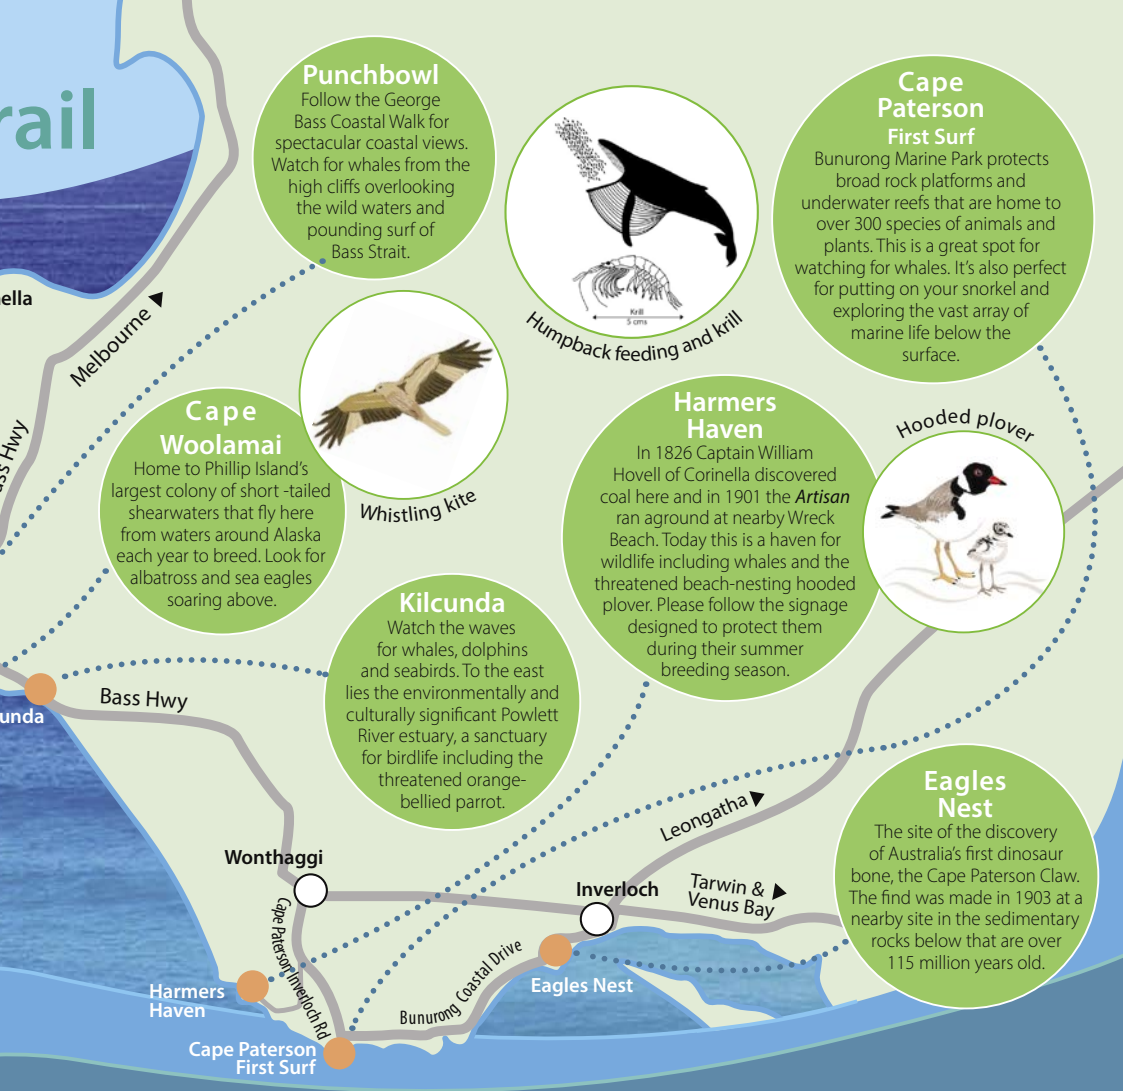 rail
Punchbowl
Follow the George
Bass Coastal Walk for
spectacular coastal views.
Watch for whales from the
high cliffs overlooking
the wild waters and
pounding surf of
Bass Strait.
Humpback feeding and krill
Krill
5 cms
Cape
Paterson
First Surf
Bunurong Marine Park protects
broad rock platforms and
underwater reefs that are home to
over 300 species of animals and
plants. This is a great spot for
watching for whales. It's also perfect
for putting on your snorkel and
exploring the vast array of
marine life below the
surface.
ella
Melbourne
ss Hwy
Cape
Woolamai
Home to Phillip Island's
largest colony of short -tailed
shearwaters that fly here
from waters around Alaska
each year to breed. Look for
albatross and sea eagles
soaring above.
Whistling kite
Harmers
Haven
In 1826 Captain William
Hovell of Corinella discovered
coal here and in 1901 the Artisan
ran aground at nearby Wreck
Beach. Today this is a haven for
wildlife including whales and the
threatened beach-nesting hooded
plover. Please follow the signage
designed to protect them
during their summer
breeding season.
Hooded plover
Kilcunda
Watch the waves
for whales, dolphins
and seabirds. To the east
lies the environmentally and
culturally significant Powlett
River estuary, a sanctuary
for birdlife including the
threatened orange-
bellied parrot.
cunda
Bass Hwy
Eagles
Nest
The site of the discovery
of Australia's first dinosaur
bone, the Cape Paterson Claw.
The find was made in 1903 at a
nearby site in the sedimentary
rocks below that are over
115 million years old.
Leongatha
Wonthaggi
Inverloch
Tarwin &
Venus Bay
Cape Paterson Inverloch Rd
Bunurong Coastal Drive
Eagles Nest
Harmers
Haven
Cape Paterson
First Surf